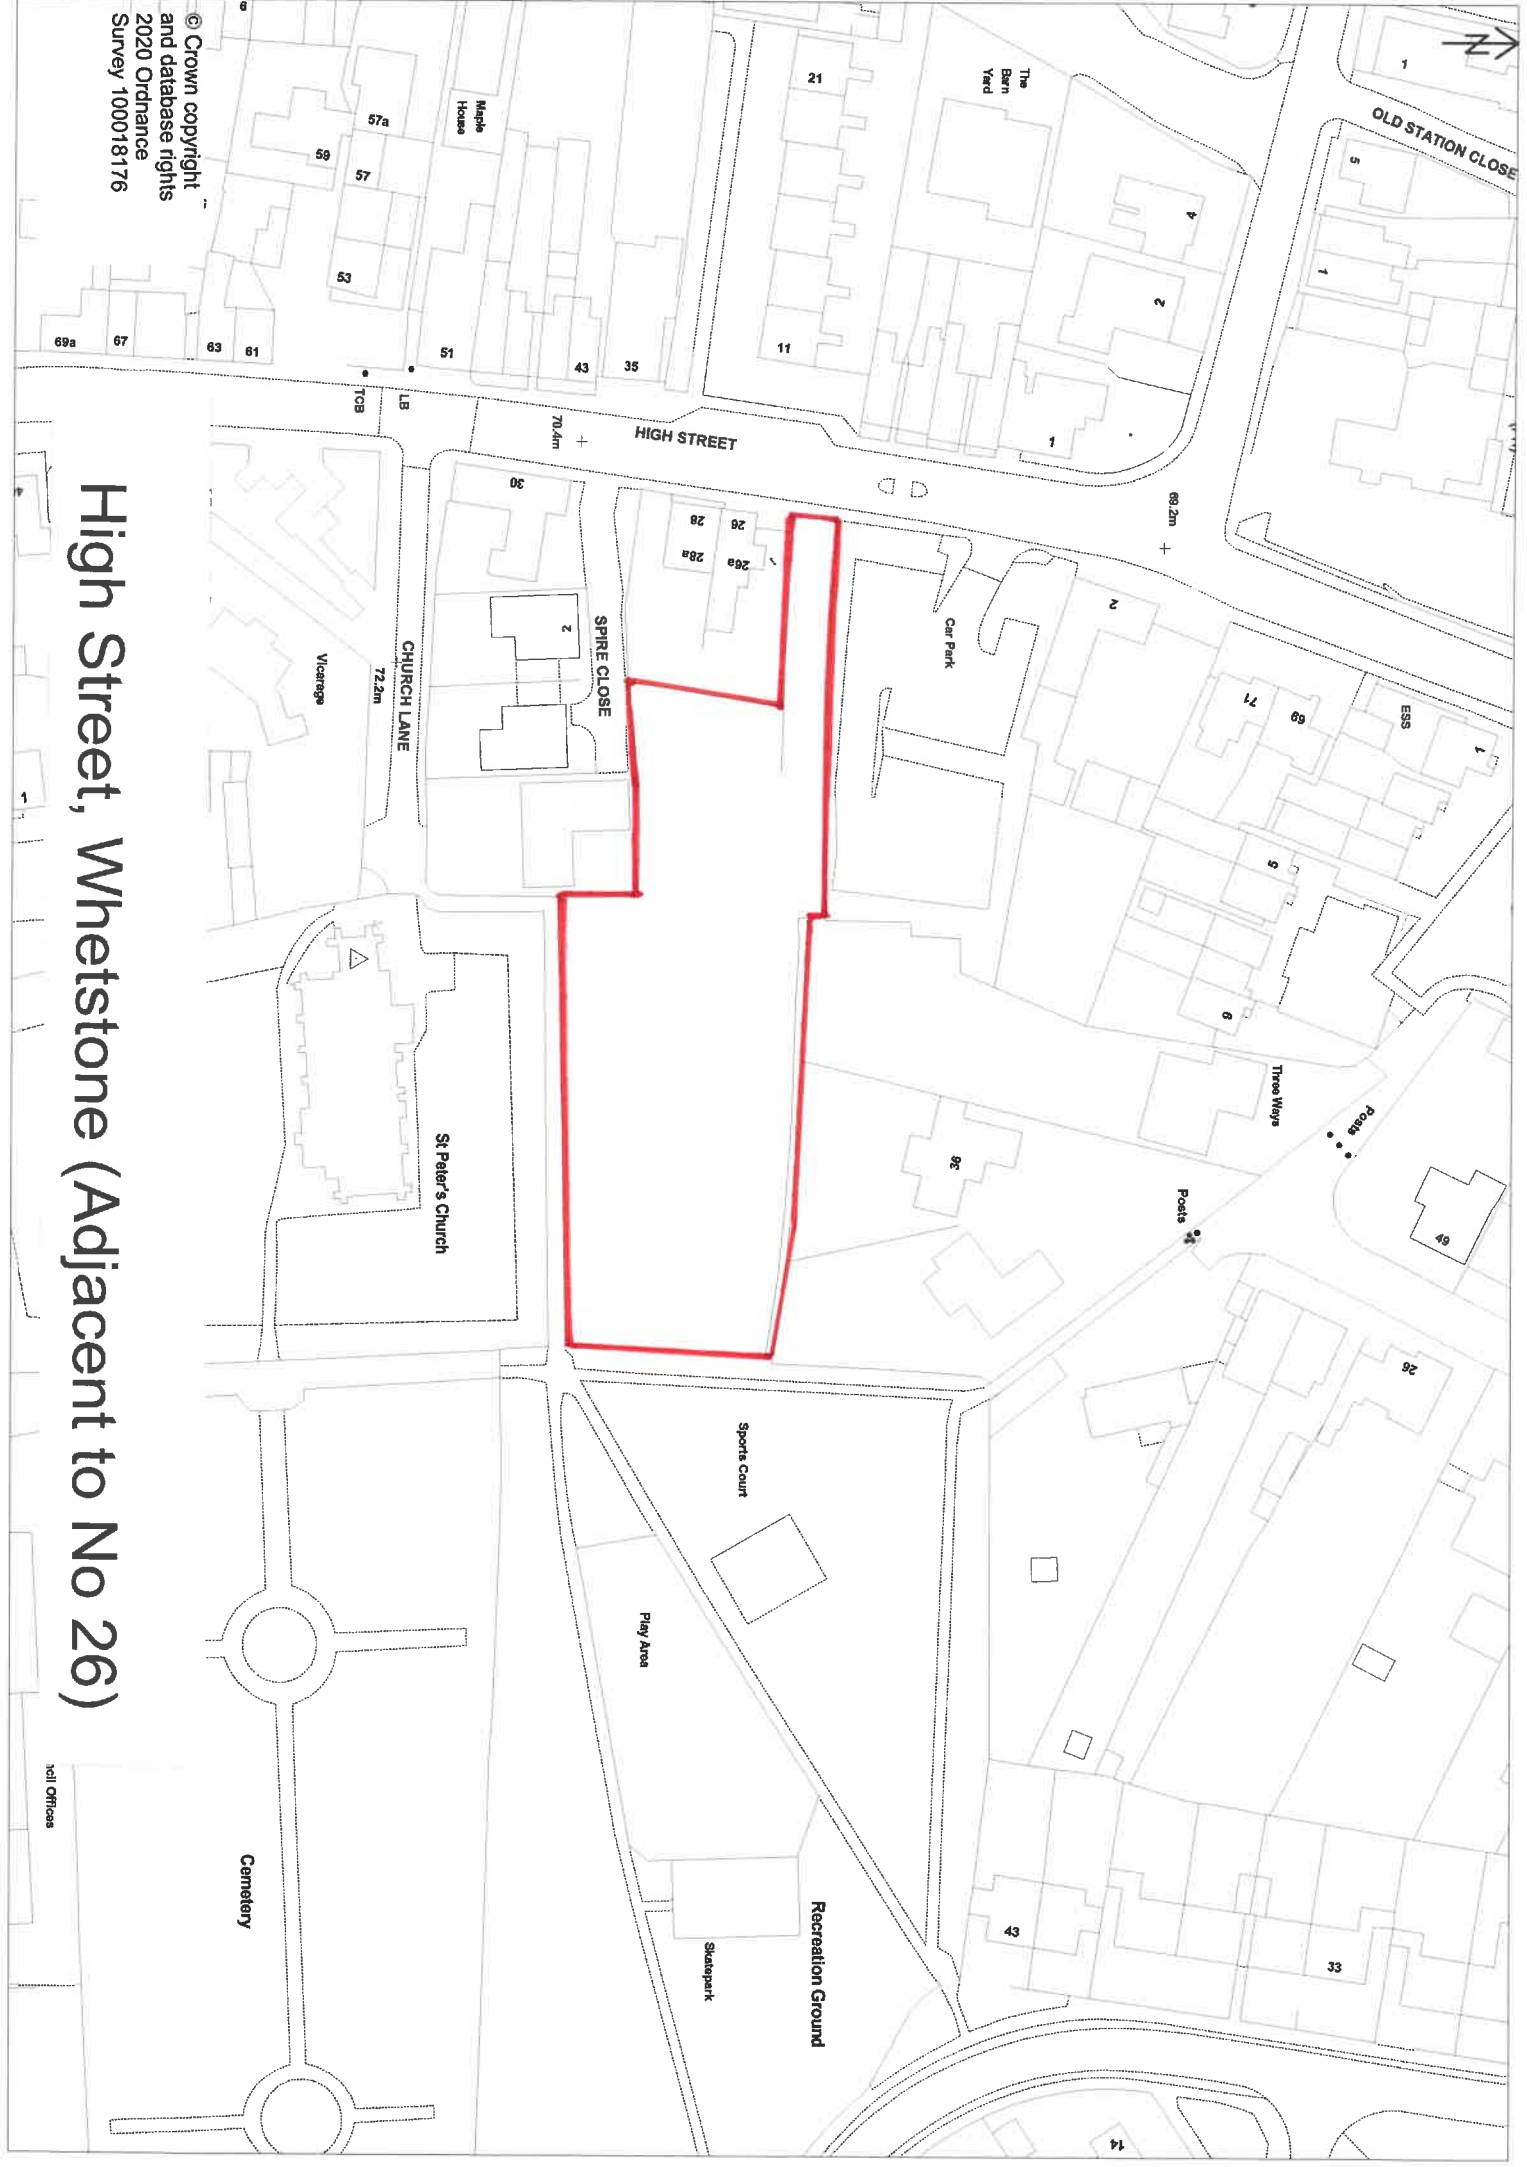 N
OLD STATION CLOSE
1
5
1
4
2
The
Barn
Yard
21
11
1
69.2m
HIGH STREET
70.4m
Maple
House
6
57a
57
59
53
51
43
35
61
63
67
69a
LB
TCB
30
28
26
28a
26a
SPIRE CLOSE
2
CHURCH LANE
72.2m
Vicarage
1
Car Park
2
71
69
ESS
1
5
9
Three Ways
Posts
Posts
49
38
26
St Peter's Church
Sports Court
Play Area
Skatepark
Recreation Ground
43
33
14
Cemetery
ncil Offices
© Crown copyright
and database rights
2020 Ordnance
Survey 100018176
High Street, Whetstone (Adjacent to No 26)